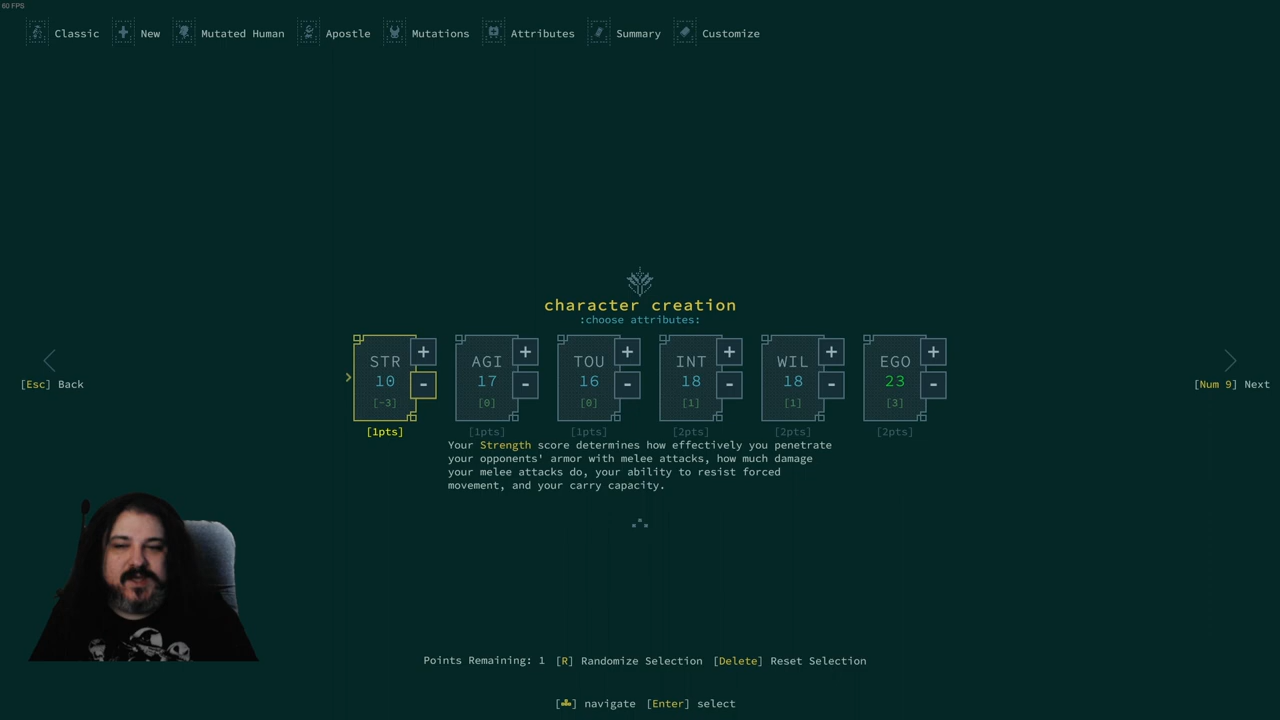 60 FPS
Classic New Mutated Human Apostle Mutations Attributes Summary Customize
character creation
:choose attributes:
STR AGI TOU INT WIL EGO
10 17 16 18 18 23
[-3] [0] [0] [1] [1] [3]
+ + + + + +
- - - - - -
[1pts] [1pts] [1pts] [2pts] [2pts] [2pts]
[Esc] Back
[Num 9] Next
Your Strength score determines how effectively you penetrate
your opponents' armor with melee attacks, how much damage
your melee attacks do, your ability to resist forced
movement, and your carry capacity.
Points Remaining: 1 [R] Randomize Selection [Delete] Reset Selection
navigate [Enter] select